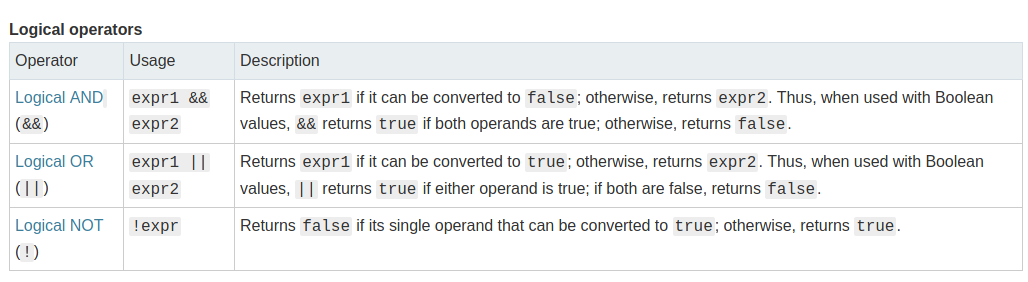 Logical operators
Operator Usage Description
Logical AND expr1 && Returns expr1 if it can be converted to false; otherwise, returns expr2. Thus, when used with Boolean
(&&) expr2 values, && returns true if both operands are true; otherwise, returns false.
Logical OR expr1 || Returns expr1 if it can be converted to true; otherwise, returns expr2. Thus, when used with Boolean
(||) expr2 values, || returns true if either operand is true; if both are false, returns false.
Logical NOT !expr Returns false if its single operand that can be converted to true; otherwise, returns true.
(!)